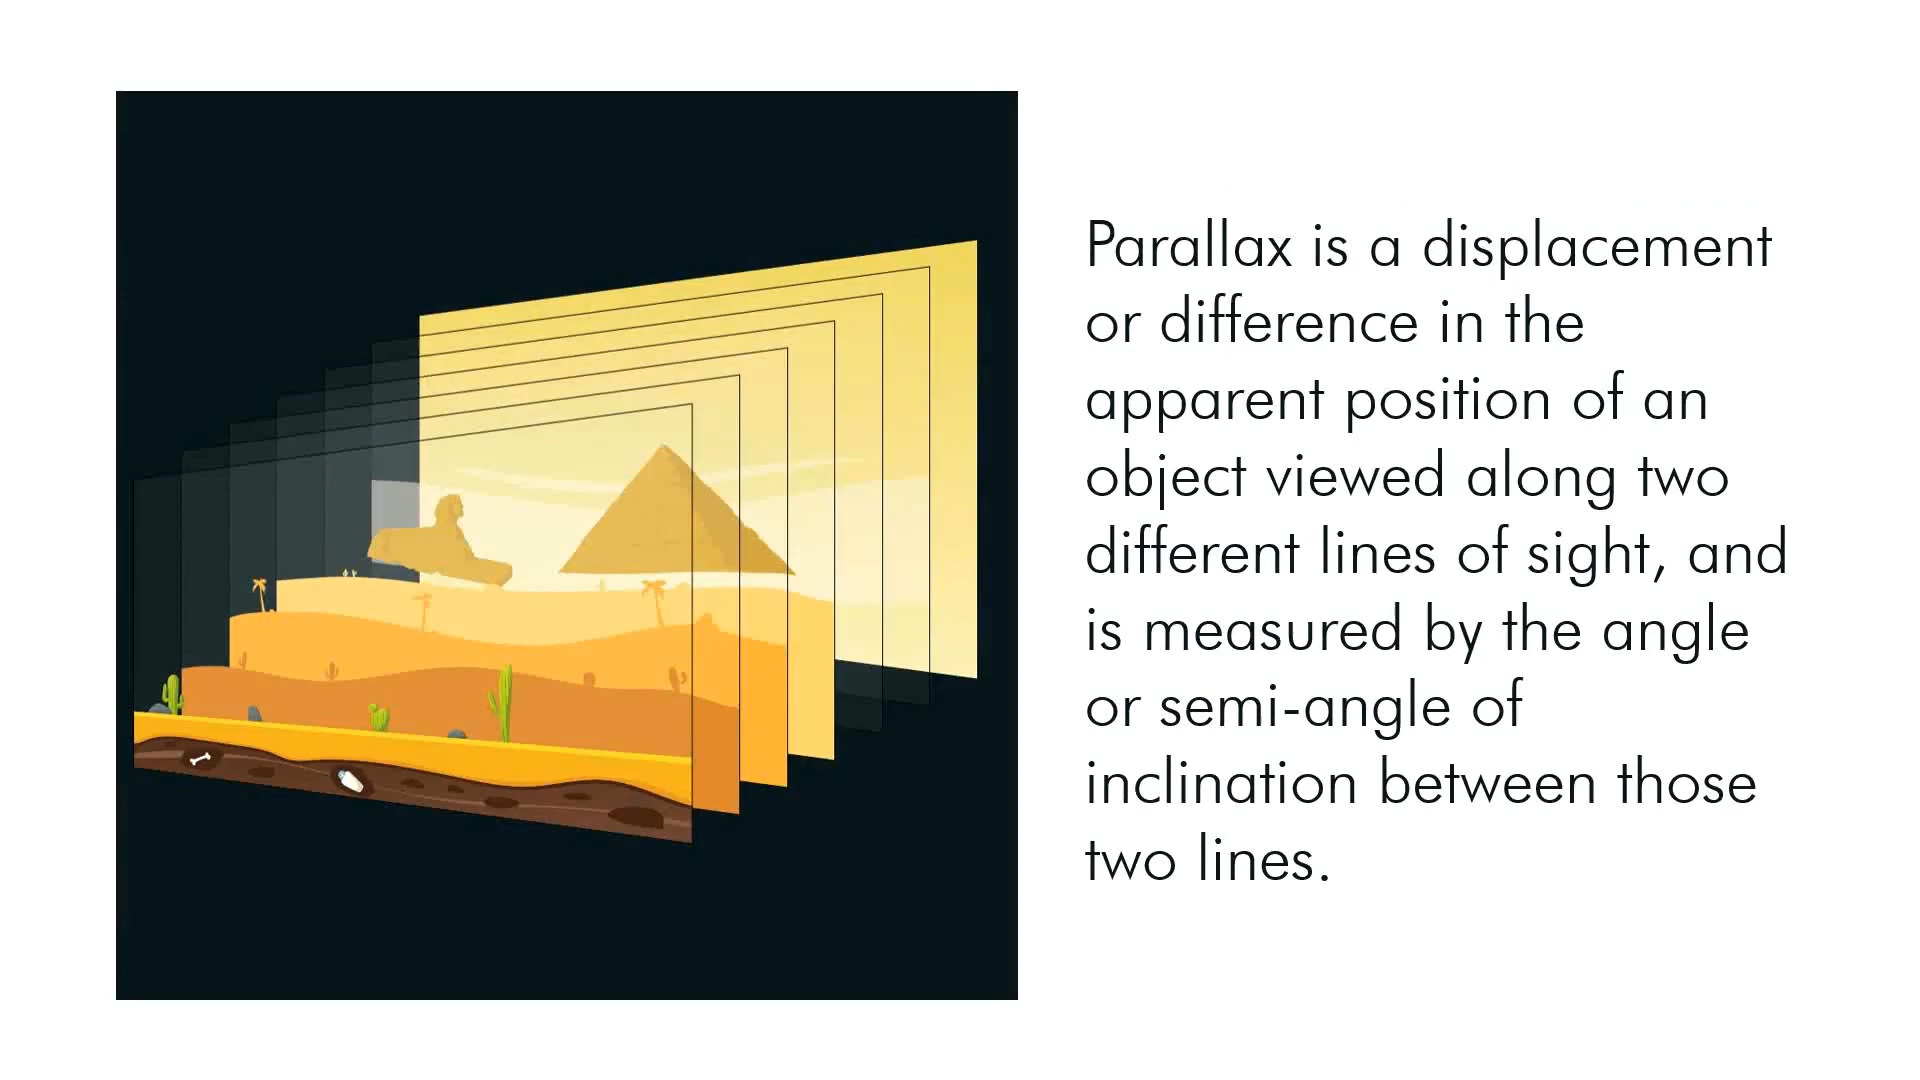 Parallax is a displacement
or difference in the
apparent position of an
object viewed along two
different lines of sight, and
is measured by the angle
or semi-angle of
inclination between those
two lines.